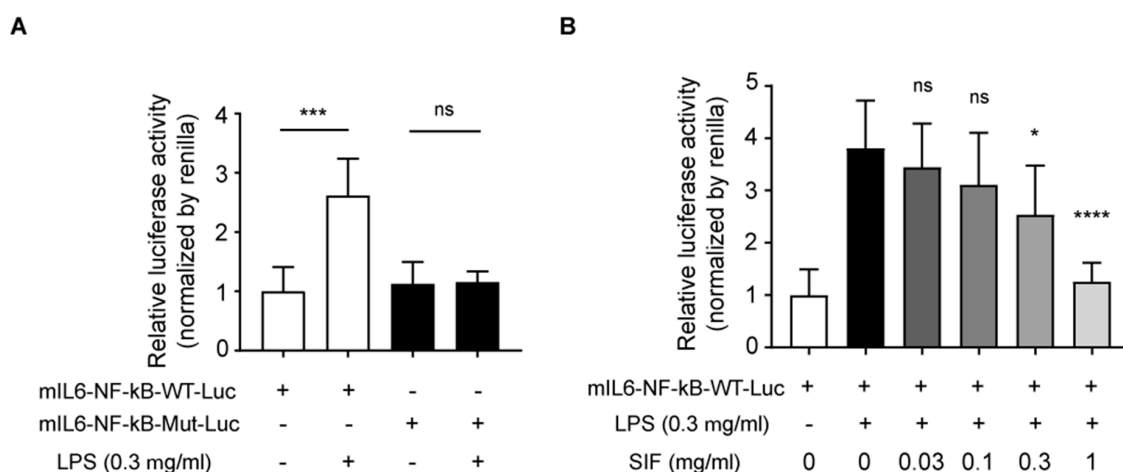 A
Relative luciferase activity
(normalized by renilla)
4
3
2
1
0
***
ns
mIL6-NF-kB-WT-Luc + + - -
mIL6-NF-kB-Mut-Luc - - + +
LPS (0.3 mg/ml) - + - +
B
Relative luciferase activity
(normalized by renilla)
5
4
3
2
1
0
ns
ns
*
****
mIL6-NF-kB-WT-Luc + + + + + +
LPS (0.3 mg/ml) - + + + + +
SIF (mg/ml) 0 0 0.03 0.1 0.3 1